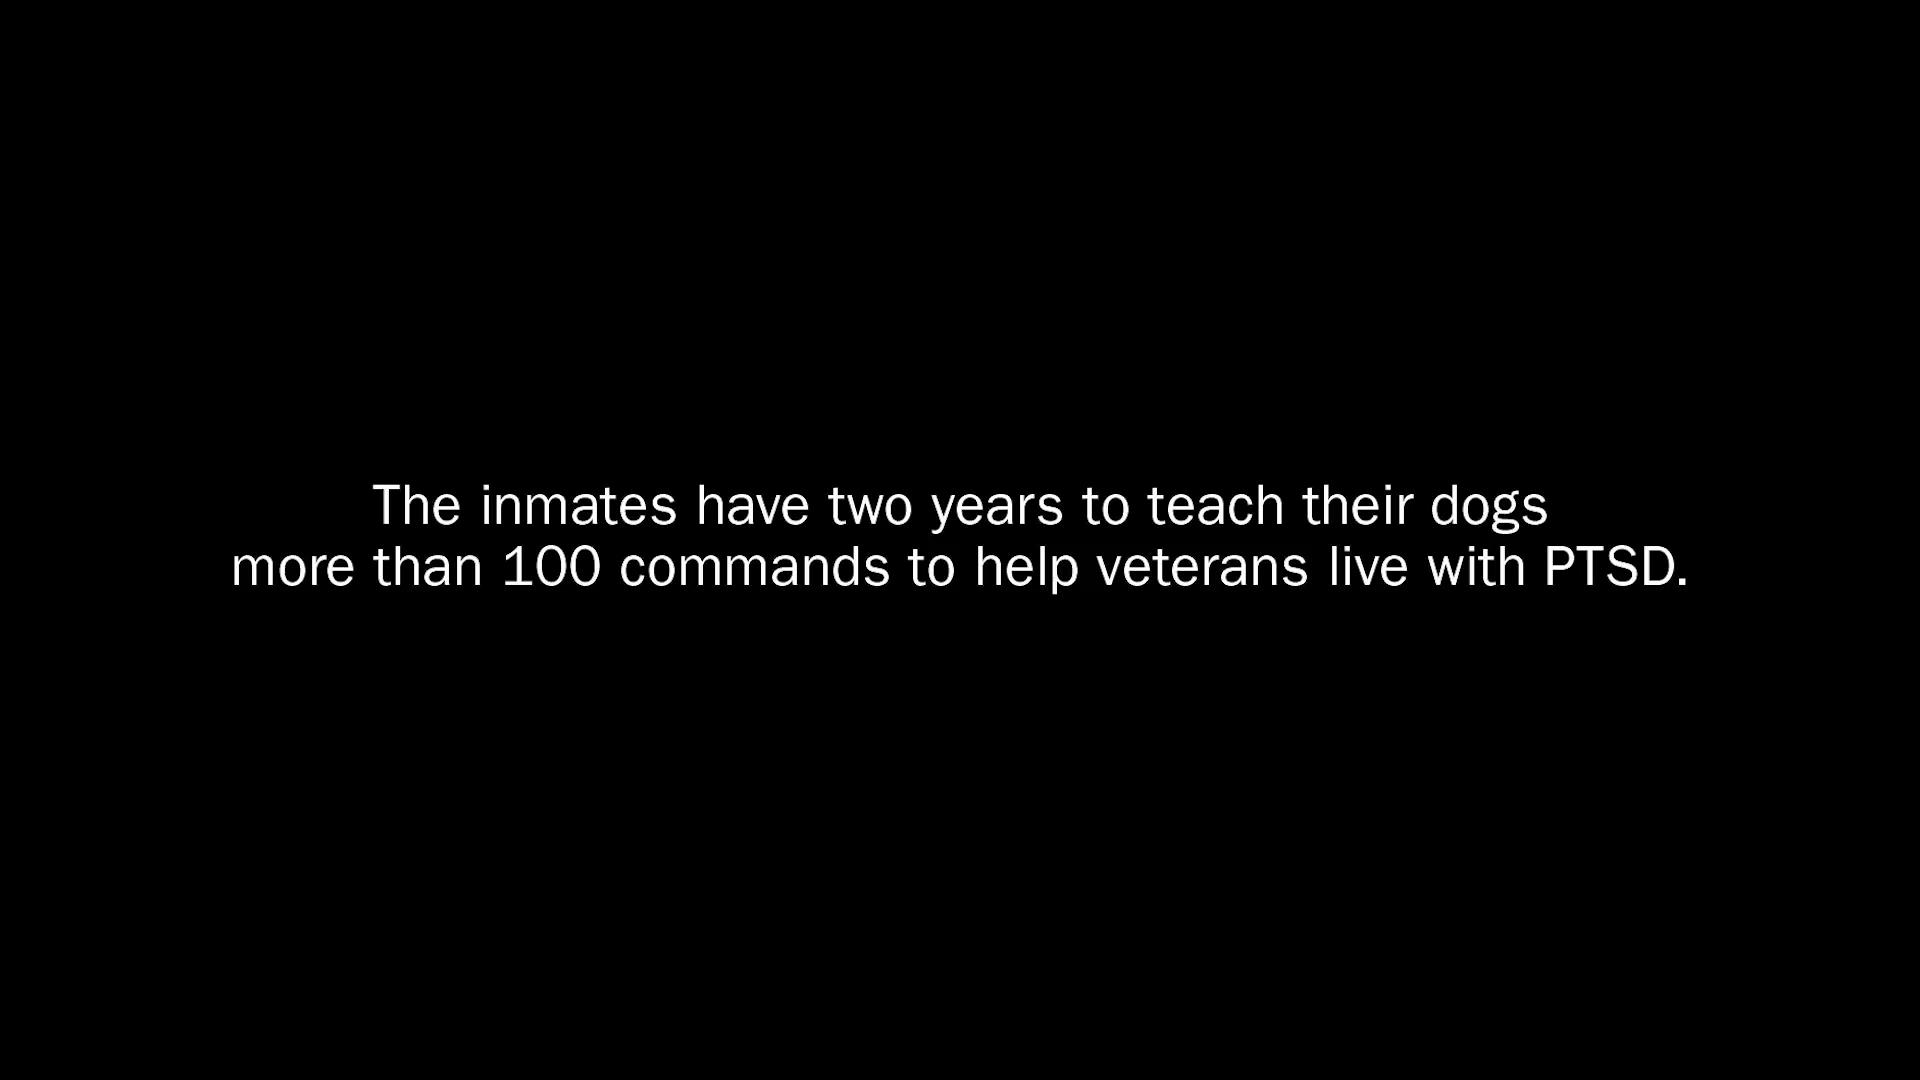 The inmates have two years to teach their dogs
more than 100 commands to help veterans live with PTSD.